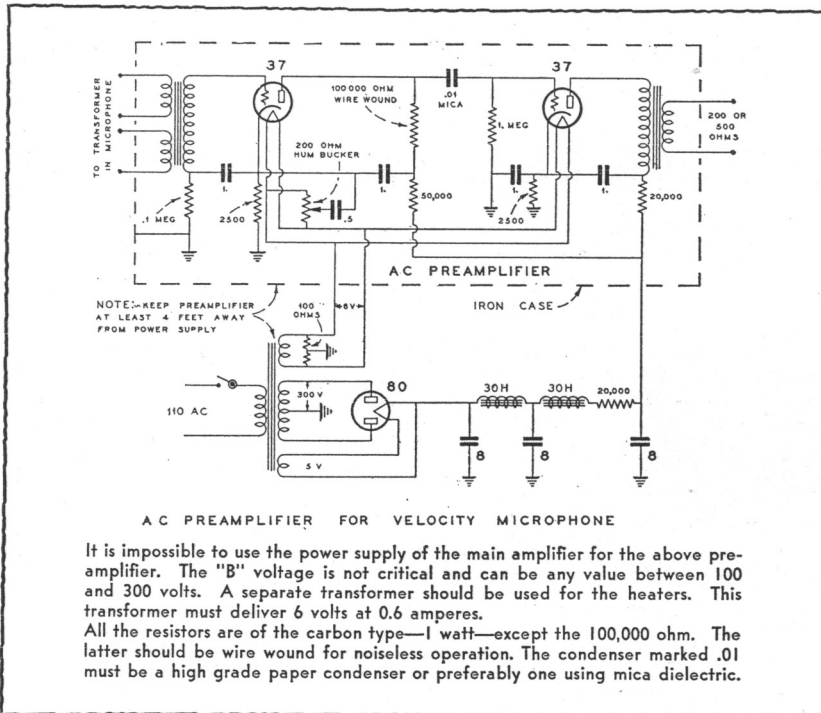 37
37
TO TRANSFORMER
IN MICROPHONE
100 000 OHM
WIRE WOUND
.01
MICA
1. MEG
200 OR
500
OHMS
200 OHM
HUM BUCKER
1.
1.
1.
1.
.1 MEG
2500
.5
50,000
2500
20,000
AC PREAMPLIFIER
NOTE:-KEEP PREAMPLIFIER
AT LEAST 4 FEET AWAY
FROM POWER SUPPLY
100
OHMS
6V
IRON CASE
110 AC
300 V
80
30H
30H
20,000
5 V
8
8
8
AC PREAMPLIFIER FOR VELOCITY MICROPHONE
It is impossible to use the power supply of the main amplifier for the above pre-
amplifier. The "B" voltage is not critical and can be any value between 100
and 300 volts. A separate transformer should be used for the heaters. This
transformer must deliver 6 volts at 0.6 amperes.
All the resistors are of the carbon type—1 watt—except the 100,000 ohm. The
latter should be wire wound for noiseless operation. The condenser marked .01
must be a high grade paper condenser or preferably one using mica dielectric.